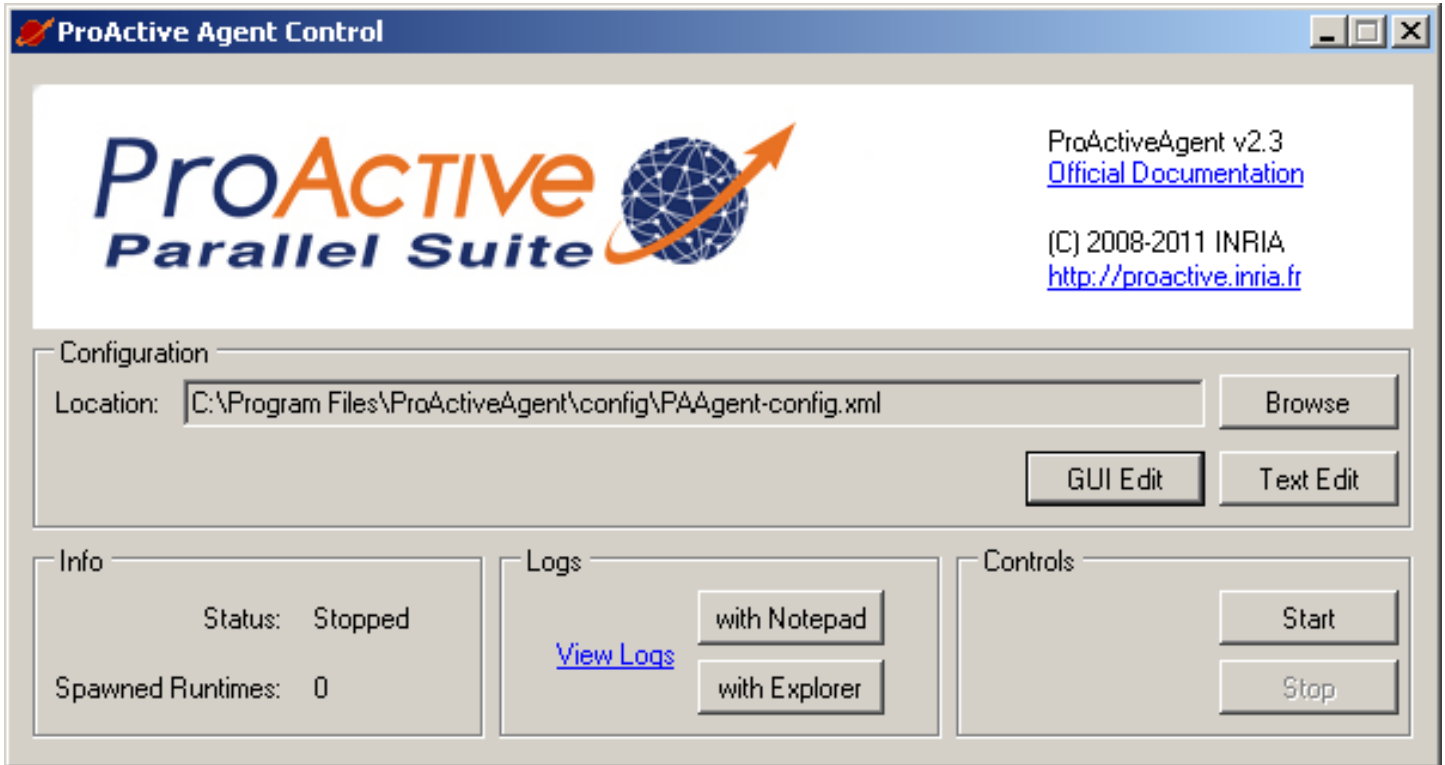 ProActive Agent Control
ProActive
Parallel Suite
ProActiveAgent v2.3
Official Documentation
(C) 2008-2011 INRIA
http://proactive.inria.fr
Configuration
Location: C:\Program Files\ProActiveAgent\config\PAAgent-config.xml Browse
GUI Edit Text Edit
Info
Status: Stopped
Spawned Runtimes: 0
Logs
View Logs
with Notepad
with Explorer
Controls
Start
Stop